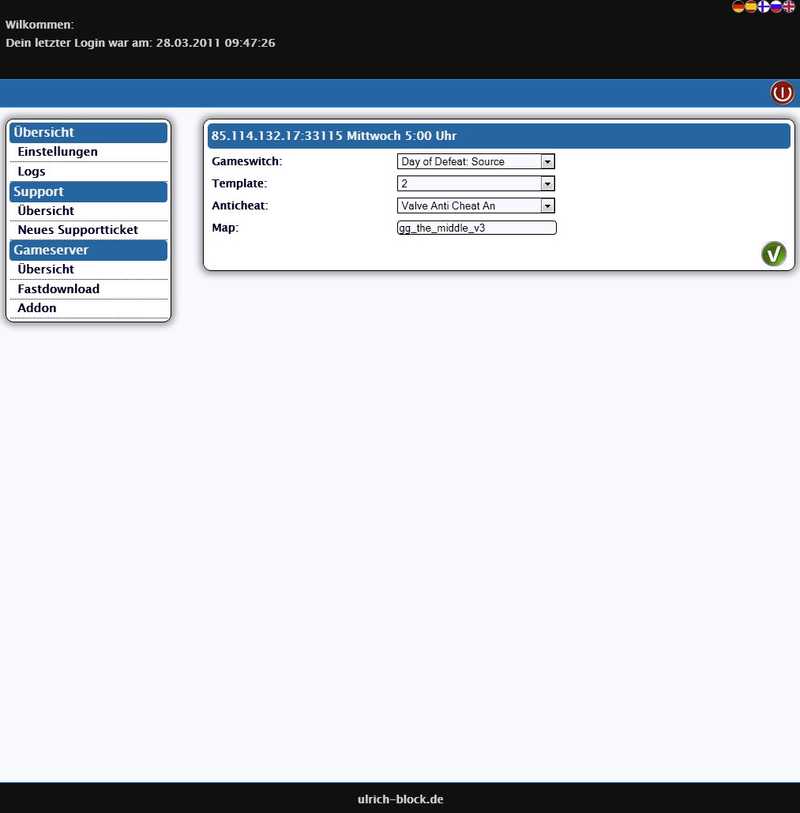 Wilkommen:
Dein letzter Login war am: 28.03.2011 09:47:26
Übersicht
Einstellungen
Logs
Support
Übersicht
Neues Supportticket
Gameserver
Übersicht
Fastdownload
Addon
85.114.132.17:33115 Mittwoch 5:00 Uhr
Gameswitch: Day of Defeat: Source
Template: 2
Anticheat: Valve Anti Cheat An
Map: gg_the_middle_v3
ulrich-block.de